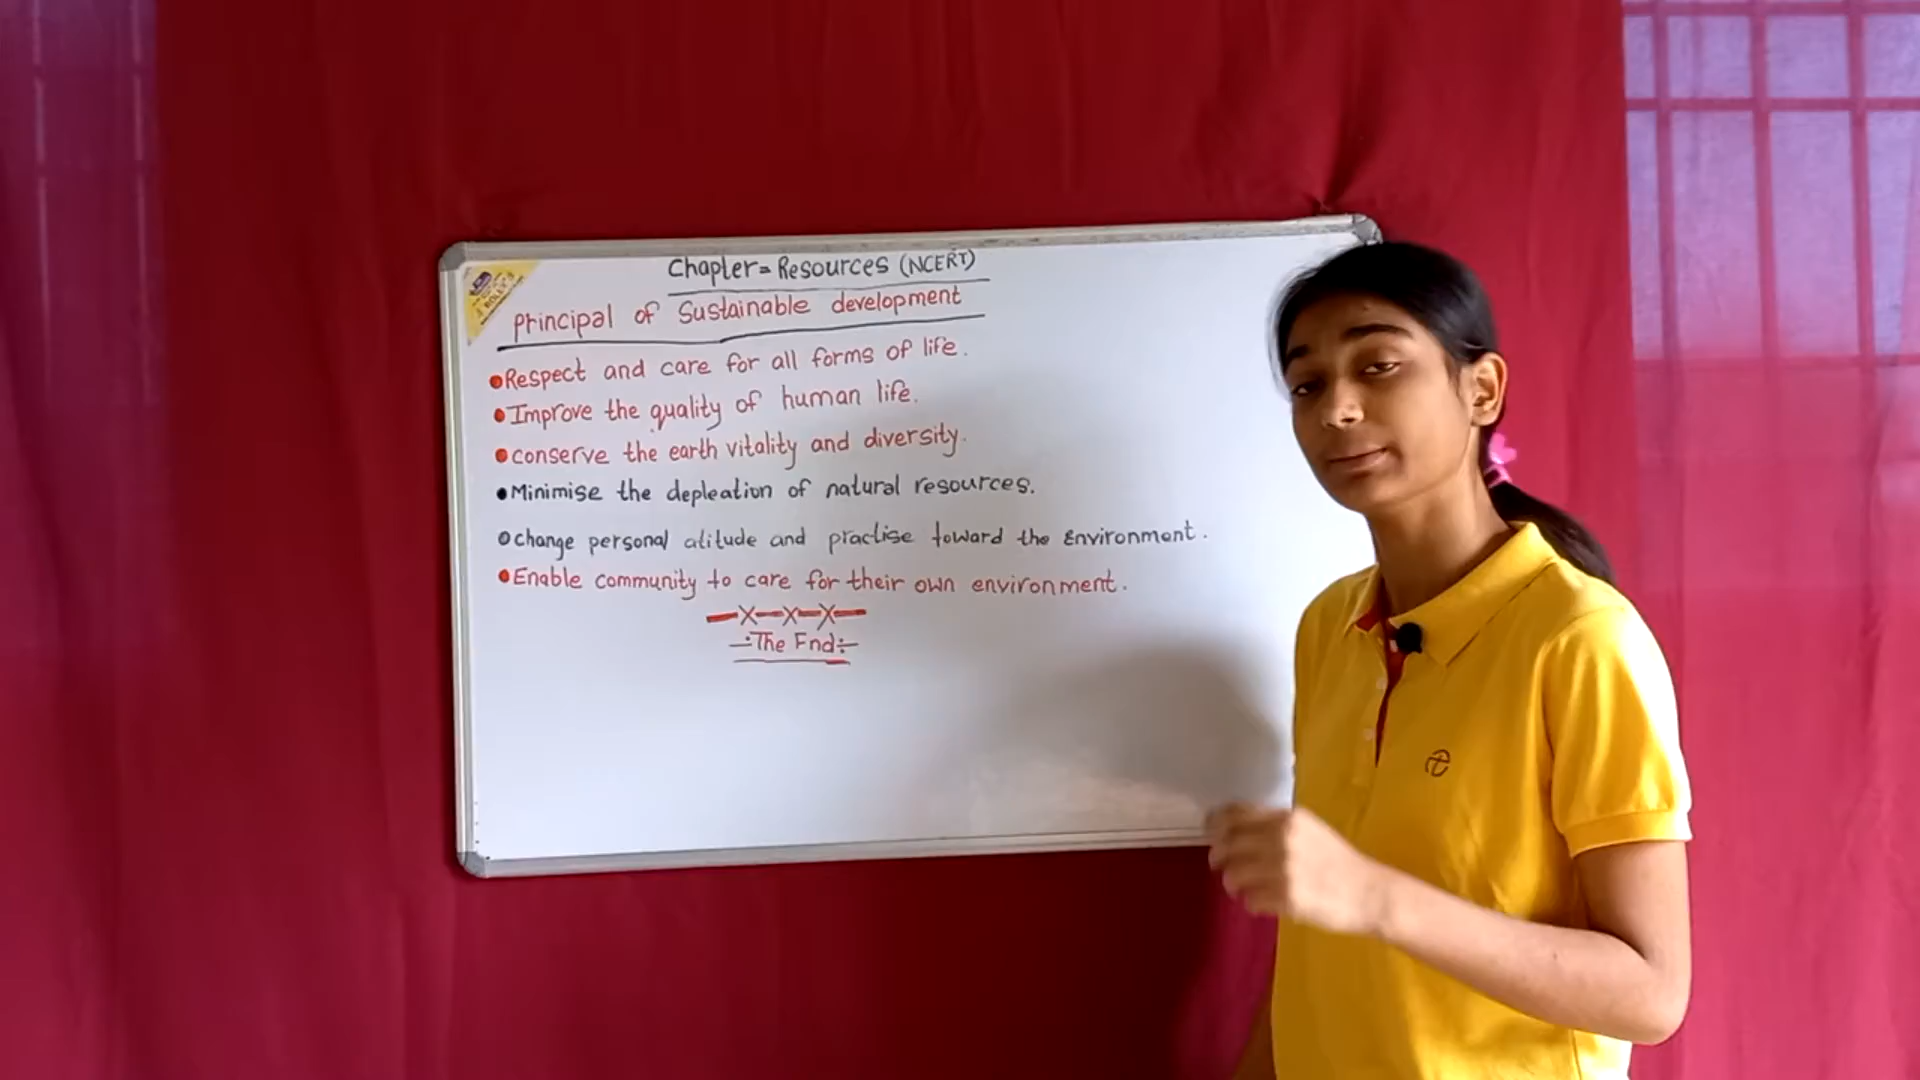 Chapter = Resources (NCERT)
Principal of Sustainable development
• Respect and care for all forms of life.
• Improve the quality of human life.
• conserve the earth vitality and diversity.
• Minimise the depleation of natural resources.
• change personal atitude and practise toward the Environment.
• Enable community to care for their own environment.
—x—x—x—
÷The End÷